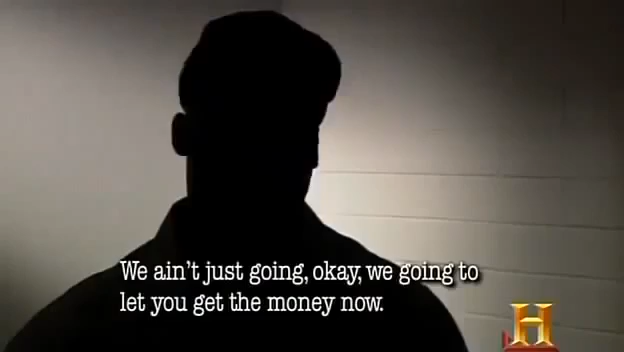 We ain't just going, okay, we going to
let you get the money now.
H